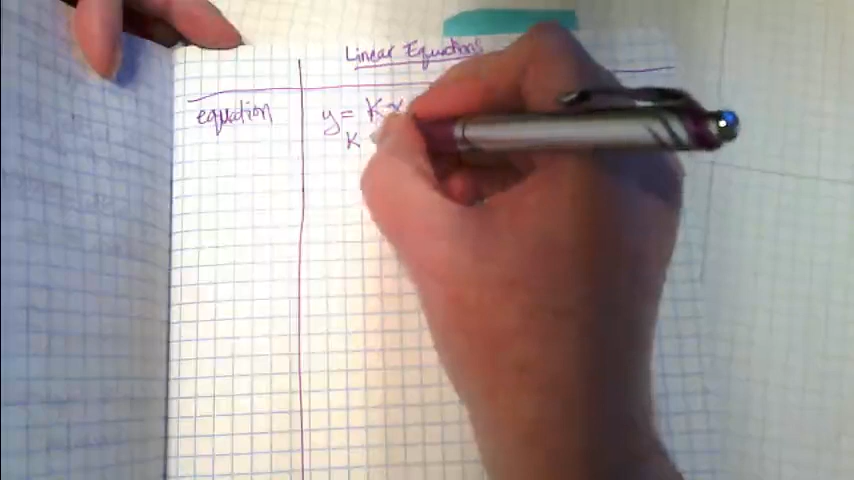 Linear Equations
equation
y = Kx
K